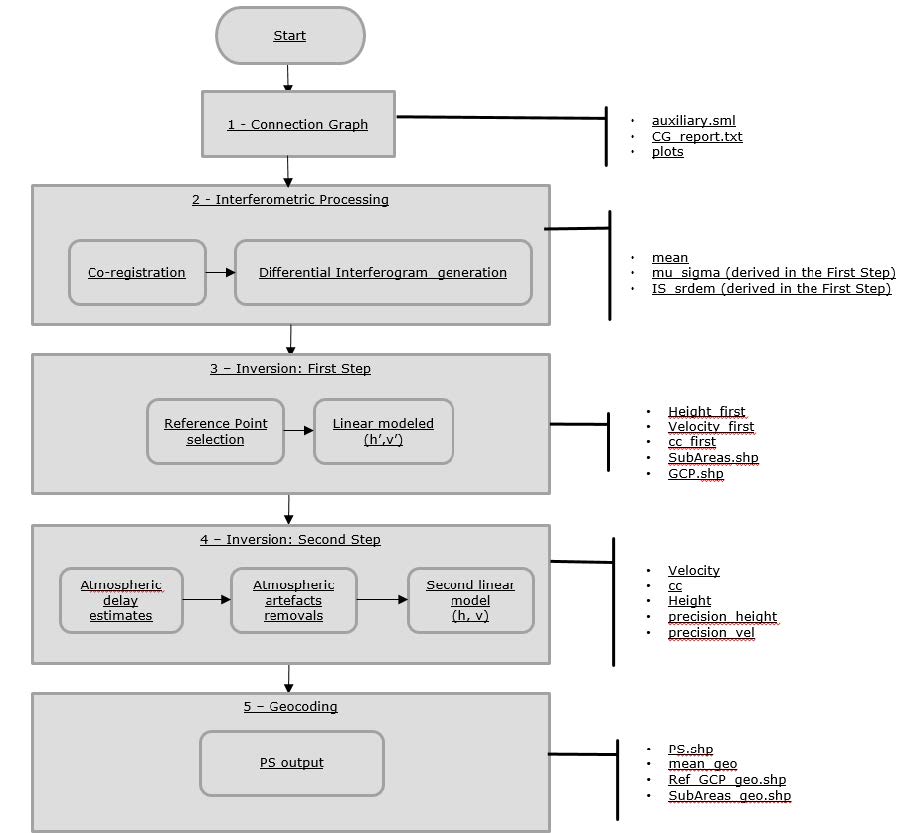 Start
1 - Connection Graph
auxiliary.sml
CG_report.txt
plots
2 - Interferometric Processing
Co-registration
Differential Interferogram generation
mean
mu_sigma (derived in the First Step)
IS_srdem (derived in the First Step)
3 – Inversion: First Step
Reference Point
selection
Linear modeled
(h’,v’)
Height_first
Velocity_first
cc_first
SubAreas.shp
GCP.shp
4 – Inversion: Second Step
Atmospheric
delay
estimates
Atmospheric
artefacts
removals
Second linear
model
(h, v)
Velocity
cc
Height
precision_height
precision_vel
5 – Geocoding
PS output
PS.shp
mean_geo
Ref_GCP_geo.shp
SubAreas_geo.shp